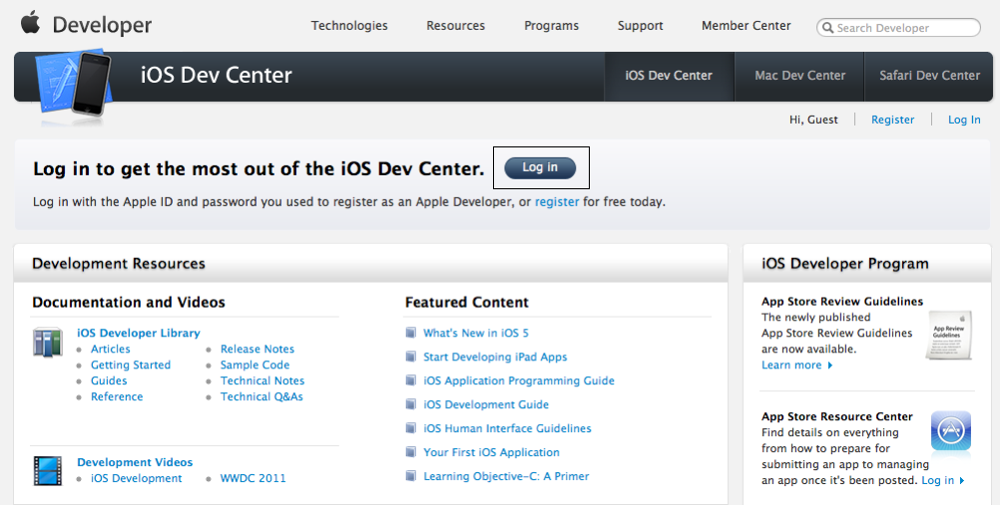 Developer
Technologies Resources Programs Support Member Center Search Developer
iOS Dev Center
iOS Dev Center Mac Dev Center Safari Dev Center
Hi, Guest Register Log In
Log in to get the most out of the iOS Dev Center. Log in
Log in with the Apple ID and password you used to register as an Apple Developer, or register for free today.
Development Resources
Documentation and Videos
iOS Developer Library
Articles
Getting Started
Guides
Reference
Release Notes
Sample Code
Technical Notes
Technical Q&As
Development Videos
iOS Development
WWDC 2011
Featured Content
What's New in iOS 5
Start Developing iPad Apps
iOS Application Programming Guide
iOS Development Guide
iOS Human Interface Guidelines
Your First iOS Application
Learning Objective-C: A Primer
iOS Developer Program
App Store Review Guidelines
The newly published
App Store Review Guidelines
are now available.
Learn more
App Review
Guidelines
App Store Resource Center
Find details on everything
from how to prepare for
submitting an app to managing
an app once it's been posted. Log in